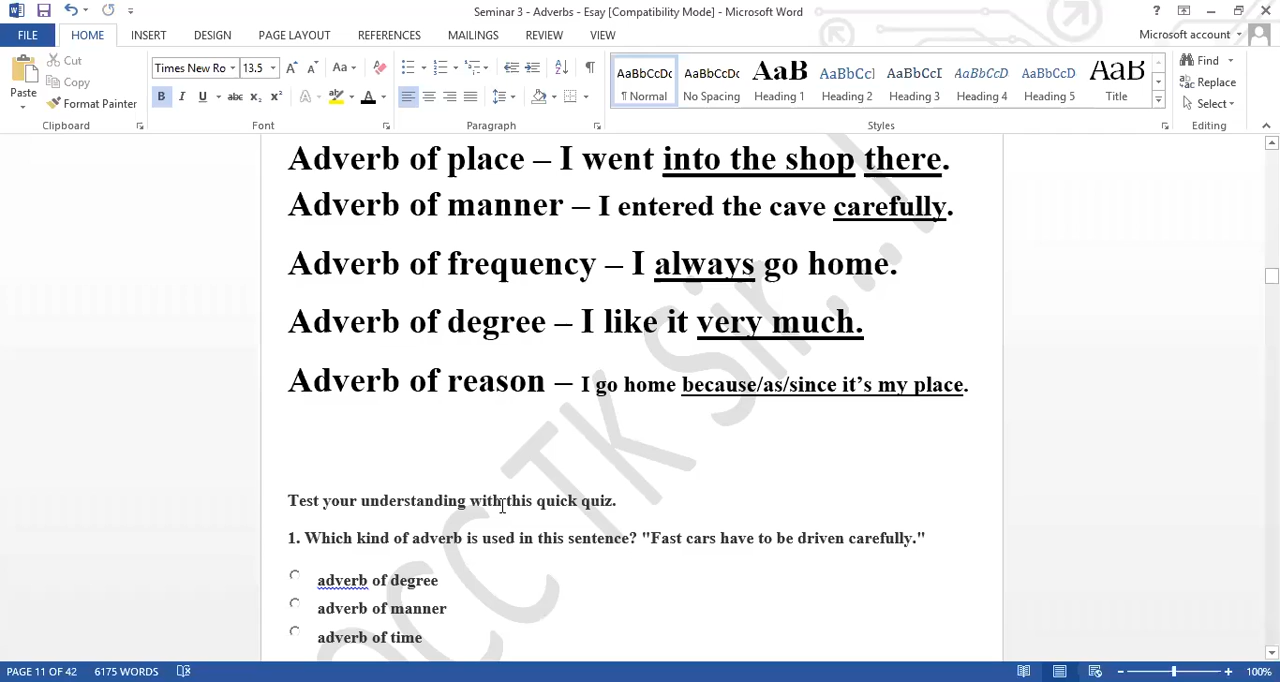 Seminar 3 - Adverbs - Esay [Compatibility Mode] - Microsoft Word
?
FILE HOME INSERT DESIGN PAGE LAYOUT REFERENCES MAILINGS REVIEW VIEW Microsoft account
Paste Cut Copy Format Painter
Times New Ro 13.5 A A Aa
B I U abc X₂ X² A A
AaBbCcDc AaBbCcDc AaB AaBbCcI AaBbCcI AaBbCcD AaBbCcD AaB
¶ Normal No Spacing Heading 1 Heading 2 Heading 3 Heading 4 Heading 5 Title
Find Replace Select
Clipboard Font Paragraph Styles Editing
Adverb of place – I went into the shop there.
Adverb of manner – I entered the cave carefully.
Adverb of frequency – I always go home.
Adverb of degree – I like it very much.
Adverb of reason – I go home because/as/since it’s my place.
Test your understanding with this quick quiz.
1. Which kind of adverb is used in this sentence? "Fast cars have to be driven carefully."
adverb of degree
adverb of manner
adverb of time
OCC TK Sir...!
PAGE 11 OF 42 6175 WORDS 100%